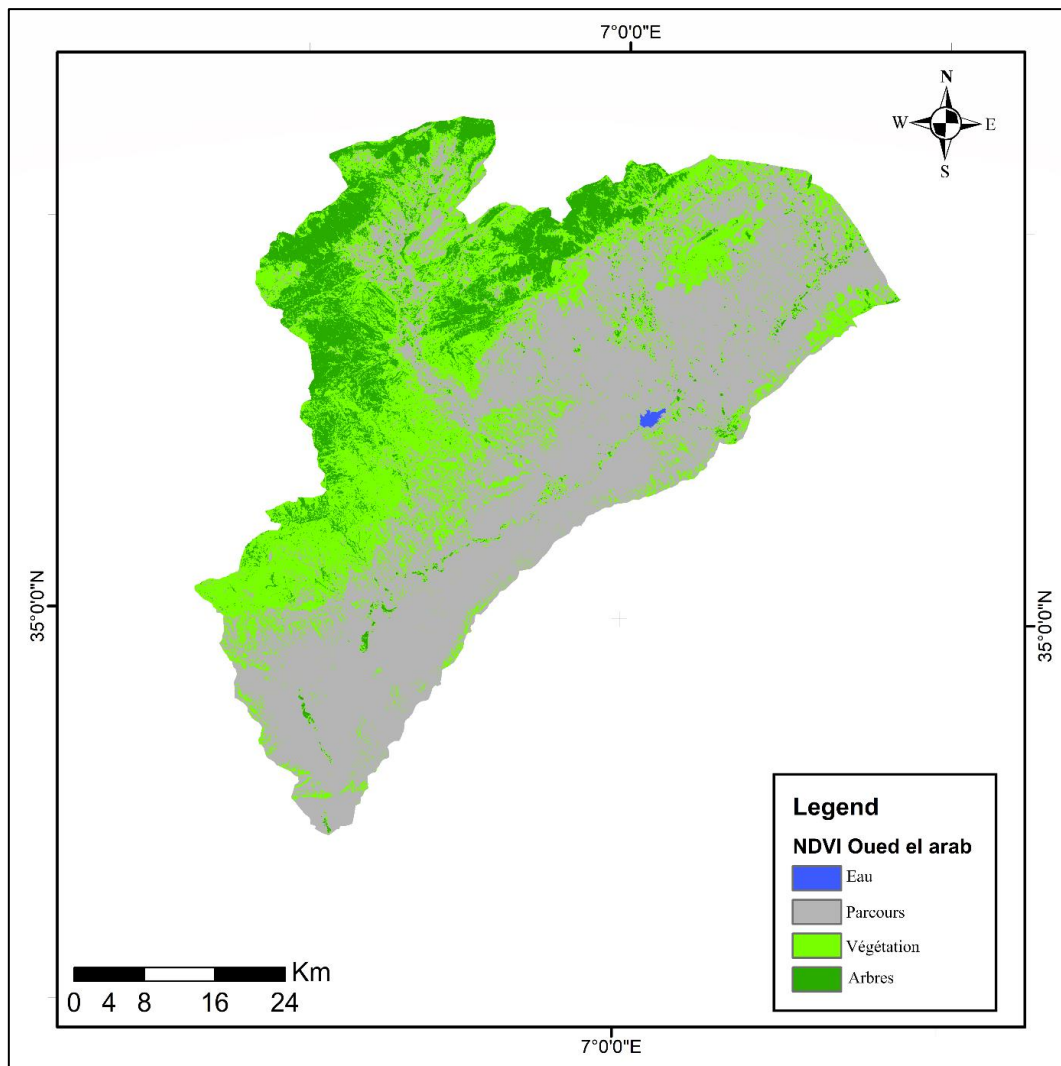 7°0'0"E
N
W E
S
35°0'0"N
35°0'0"N
Legend
NDVI Oued el arab
Eau
Parcours
Végétation
Arbres
Km
0 4 8 16 24
7°0'0"E